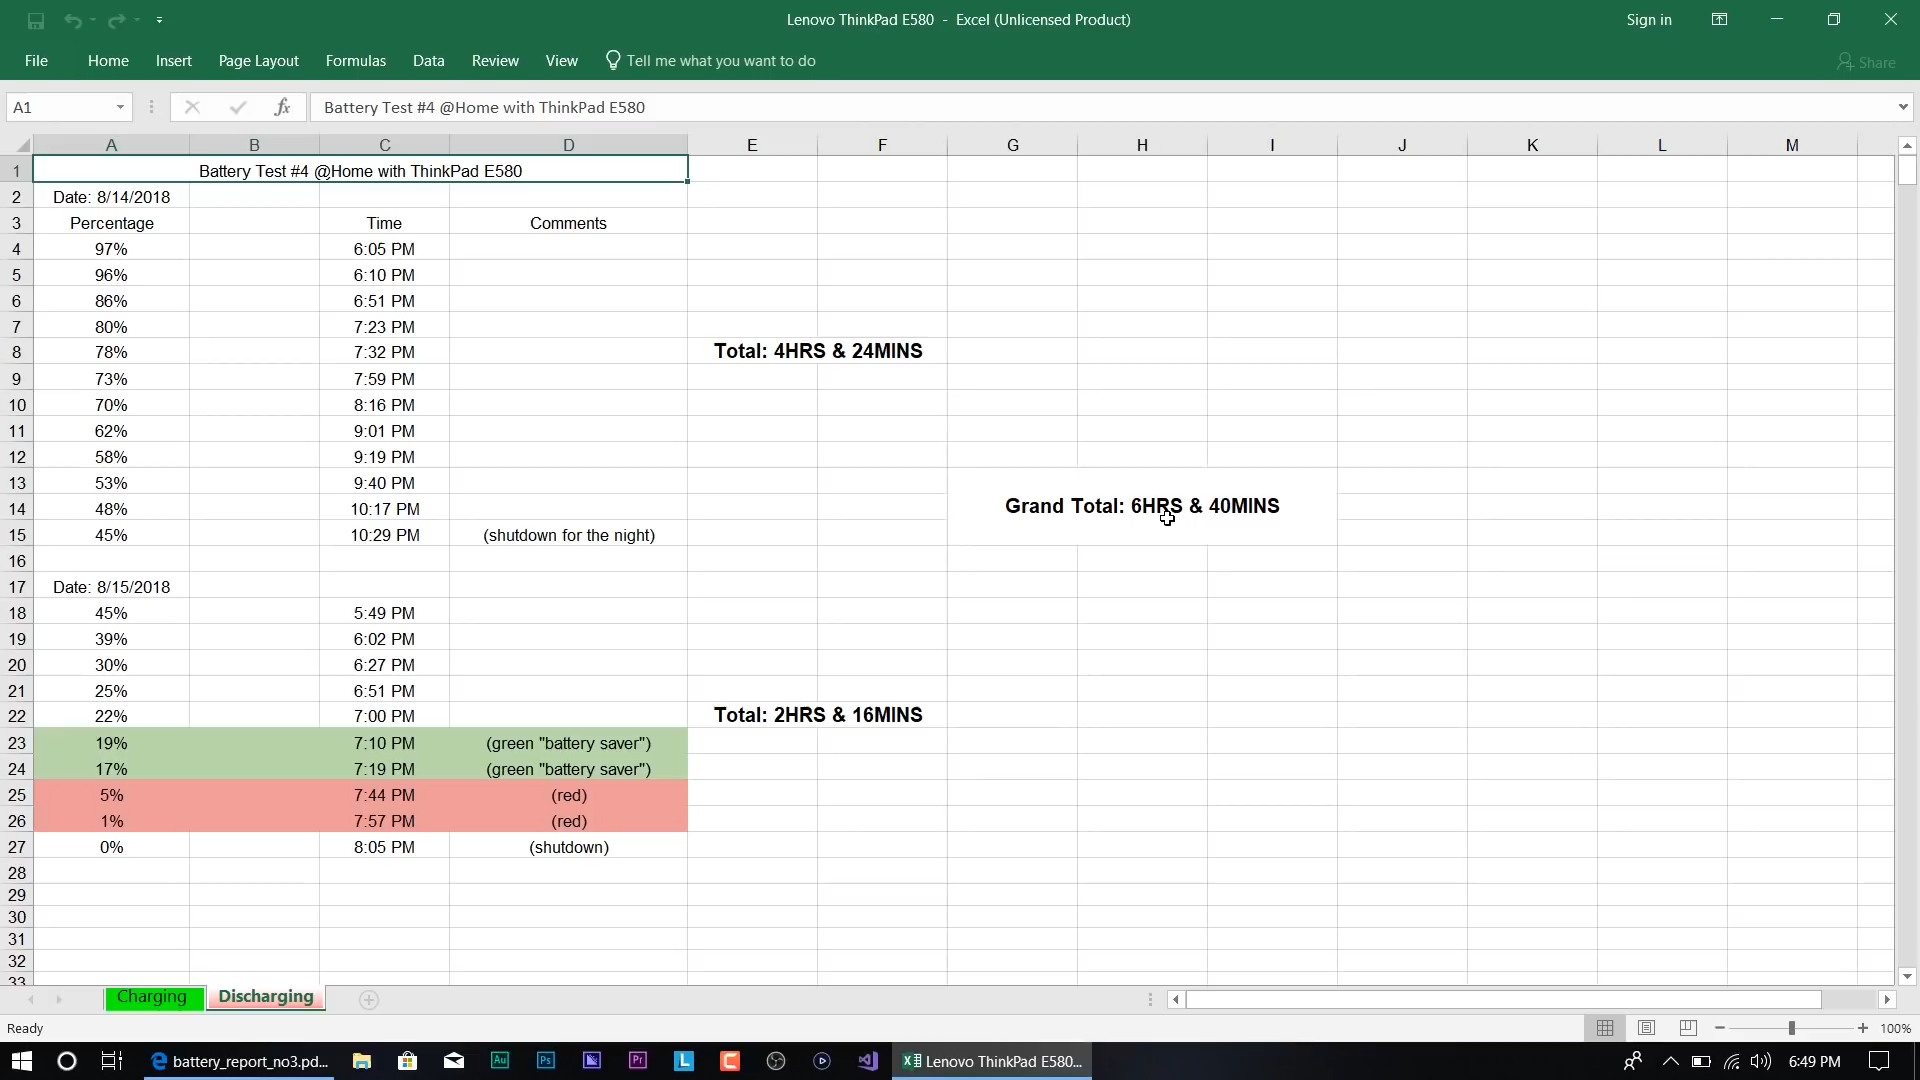 Lenovo ThinkPad E580 - Excel (Unlicensed Product)
Sign in
File Home Insert Page Layout Formulas Data Review View Tell me what you want to do
Share
A1 fx Battery Test #4 @Home with ThinkPad E580
A B C D E F G H I J K L M
1 Battery Test #4 @Home with ThinkPad E580
2 Date: 8/14/2018
3 Percentage Time Comments
4 97% 6:05 PM
5 96% 6:10 PM
6 86% 6:51 PM
7 80% 7:23 PM
8 78% 7:32 PM Total: 4HRS & 24MINS
9 73% 7:59 PM
10 70% 8:16 PM
11 62% 9:01 PM
12 58% 9:19 PM
13 53% 9:40 PM
Grand Total: 6HRS & 40MINS
14 48% 10:17 PM
15 45% 10:29 PM (shutdown for the night)
16
17 Date: 8/15/2018
18 45% 5:49 PM
19 39% 6:02 PM
20 30% 6:27 PM
21 25% 6:51 PM
22 22% 7:00 PM Total: 2HRS & 16MINS
23 19% 7:10 PM (green "battery saver")
24 17% 7:19 PM (green "battery saver")
25 5% 7:44 PM (red)
26 1% 7:57 PM (red)
27 0% 8:05 PM (shutdown)
28
29
30
31
32
33
Charging Discharging
Ready 100%
battery_report_no3.pd... Au Ps Pr L Lenovo ThinkPad E580... 6:49 PM